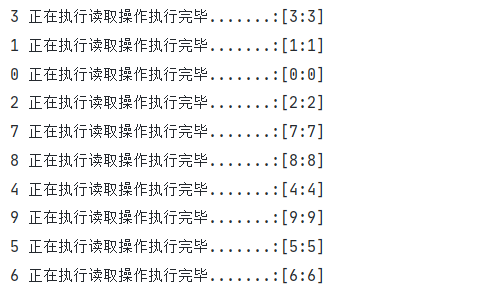 3 正在执行读取操作执行完毕.......:[3:3]
1 正在执行读取操作执行完毕.......:[1:1]
0 正在执行读取操作执行完毕.......:[0:0]
2 正在执行读取操作执行完毕.......:[2:2]
7 正在执行读取操作执行完毕.......:[7:7]
8 正在执行读取操作执行完毕.......:[8:8]
4 正在执行读取操作执行完毕.......:[4:4]
9 正在执行读取操作执行完毕.......:[9:9]
5 正在执行读取操作执行完毕.......:[5:5]
6 正在执行读取操作执行完毕.......:[6:6]